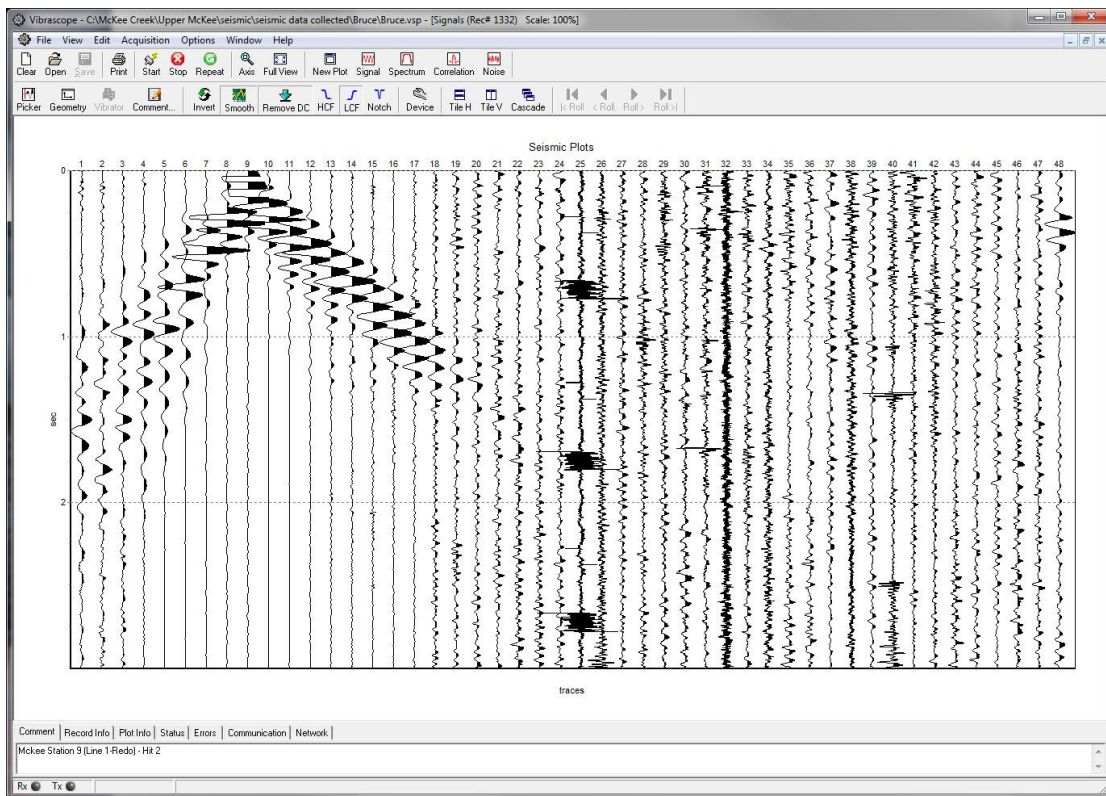 Vibrascope - C:\McKee Creek\Upper McKee\seismic\seismic data collected\Bruce\Bruce.vsp - [Signals (Rec# 1332) Scale: 100%]
File View Edit Acquisition Options Window Help
Clear Open Save Print Start Stop Repeat Axis Full View New Plot Signal Spectrum Correlation Noise
Picker Geometry Vibrator Comment... Invert Smooth Remove DC HCF LCF Notch Device Tile H Tile V Cascade |< Roll < Roll Roll > Roll >|
Seismic Plots
1 2 3 4 5 6 7 8 9 10 11 12 13 14 15 16 17 18 19 20 21 22 23 24 25 26 27 28 29 30 31 32 33 34 35 36 37 38 39 40 41 42 43 44 45 46 47 48
0
1
sec
2
traces
Comment Record Info Plot Info Status Errors Communication Network
Mckee Station 9 (Line 1-Redo) - Hit 2
Rx Tx